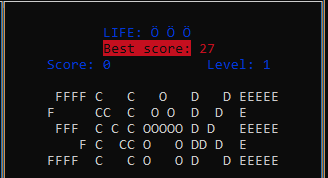 LIFE: Ö Ö Ö
Best score: 27
Score: 0 Level: 1
FFFF C   C   O   D   D EEEEE
F     CC  C  O O  D  D  E
FFF  C C C OOOOO D D   EEEEE
F C  CC O   O DD D  E
FFFF  C   C O   O D   D EEEEE